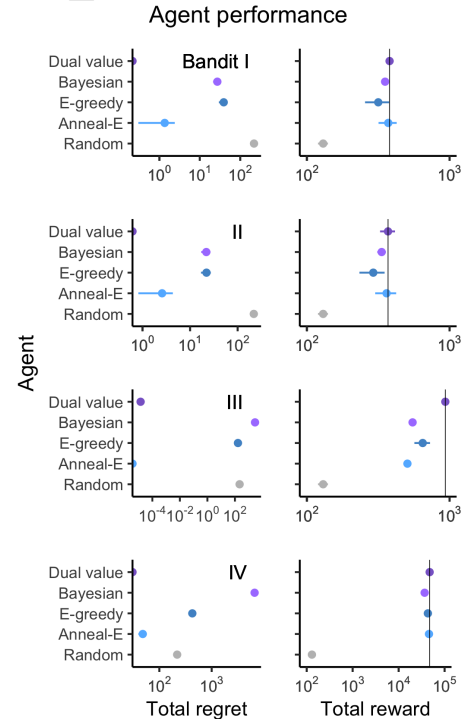 Agent performance
Bandit I
Dual value
Bayesian
E-greedy
Anneal-E
Random
10^0 10^1 10^2
10^2 10^3
II
Dual value
Bayesian
E-greedy
Anneal-E
Random
10^0 10^1 10^2
10^2 10^3
Agent
III
Dual value
Bayesian
E-greedy
Anneal-E
Random
10^-4 10^-2 10^0 10^2
10^2 10^3
IV
Dual value
Bayesian
E-greedy
Anneal-E
Random
10^2 10^3
10^2 10^3 10^4 10^5
Total regret
Total reward